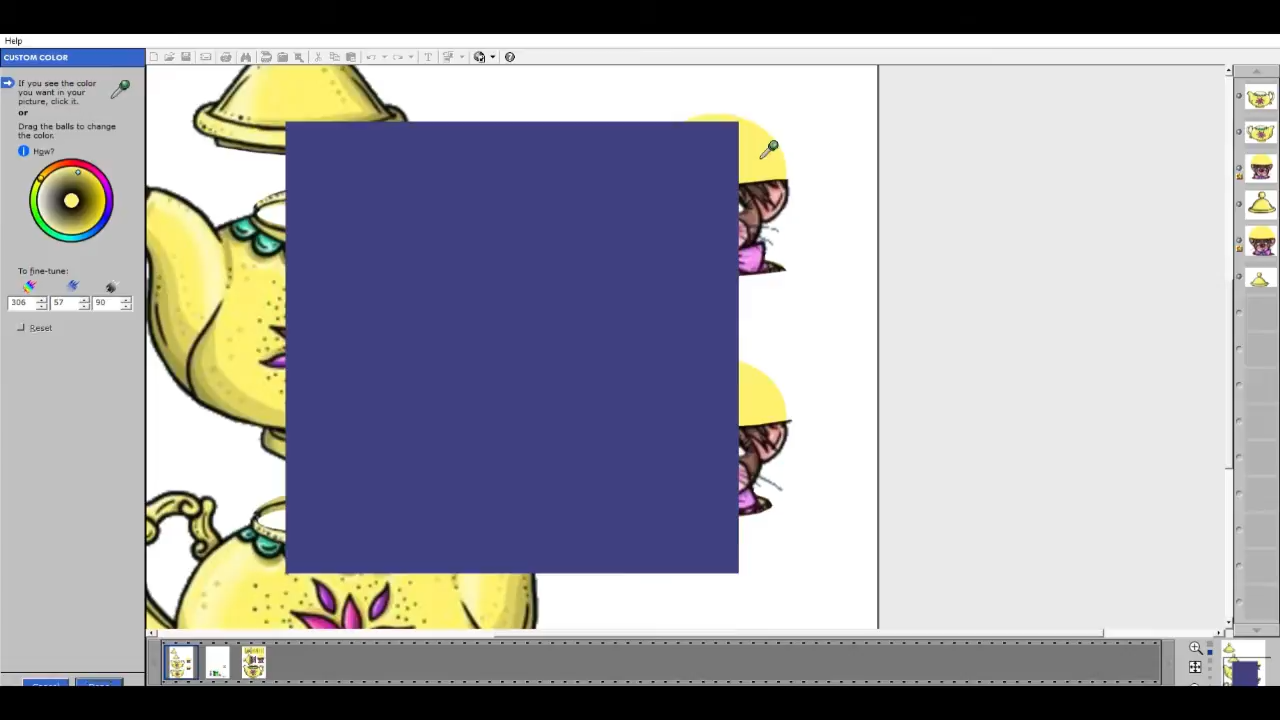 Help
CUSTOM COLOR
If you see the color
you want in your
picture, click it.
or
Drag the balls to change
the color.
How?
To fine-tune:
306 57 90
Reset